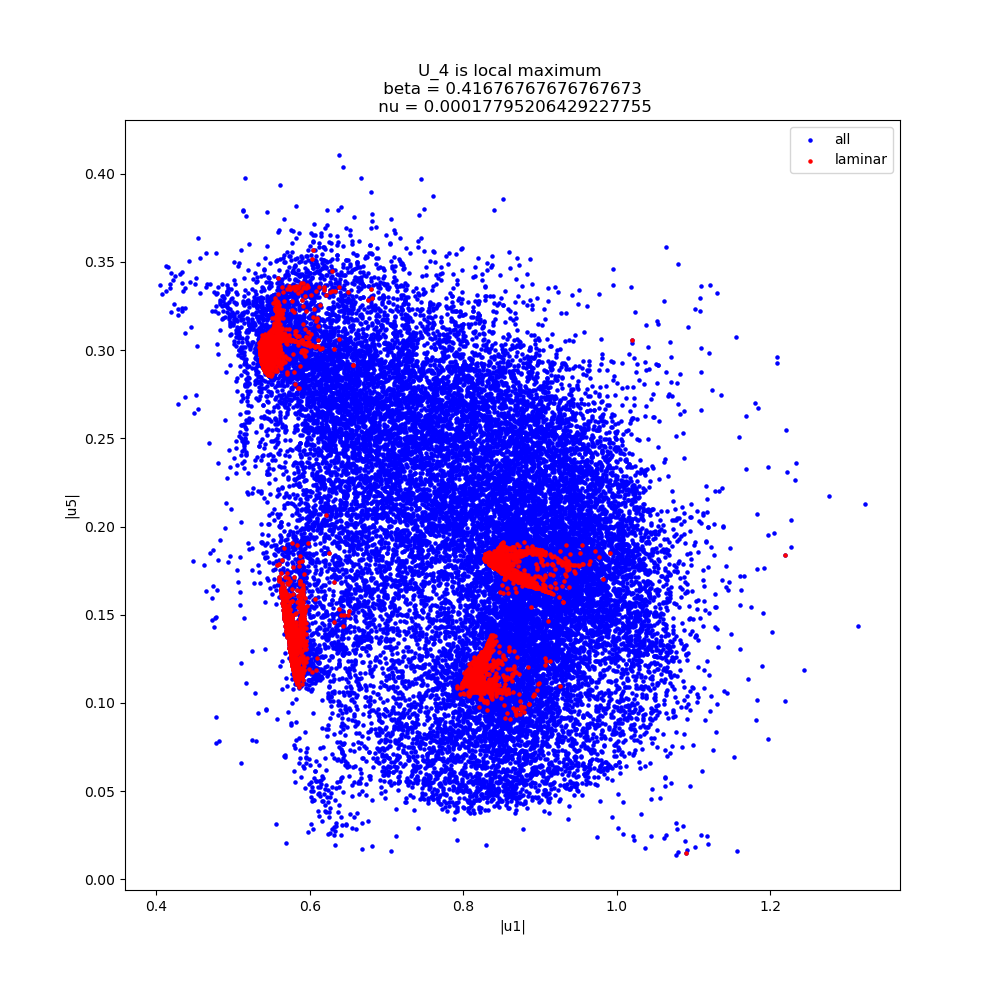 U_4 is local maximum
beta = 0.41676767676767673
nu = 0.00017795206429227755
all
laminar
0.40
0.35
0.30
0.25
0.20
0.15
0.10
0.05
0.00
|u5|
0.4 0.6 0.8 1.0 1.2
|u1|